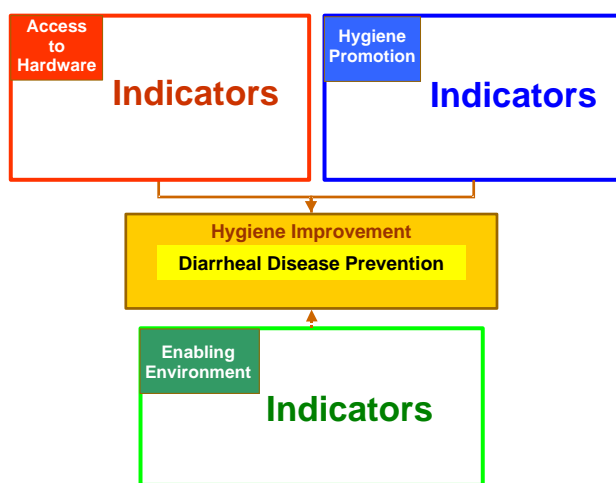 Access
to
Hardware
Indicators
Hygiene
Promotion
Indicators
Hygiene Improvement
Diarrheal Disease Prevention
Enabling
Environment
Indicators